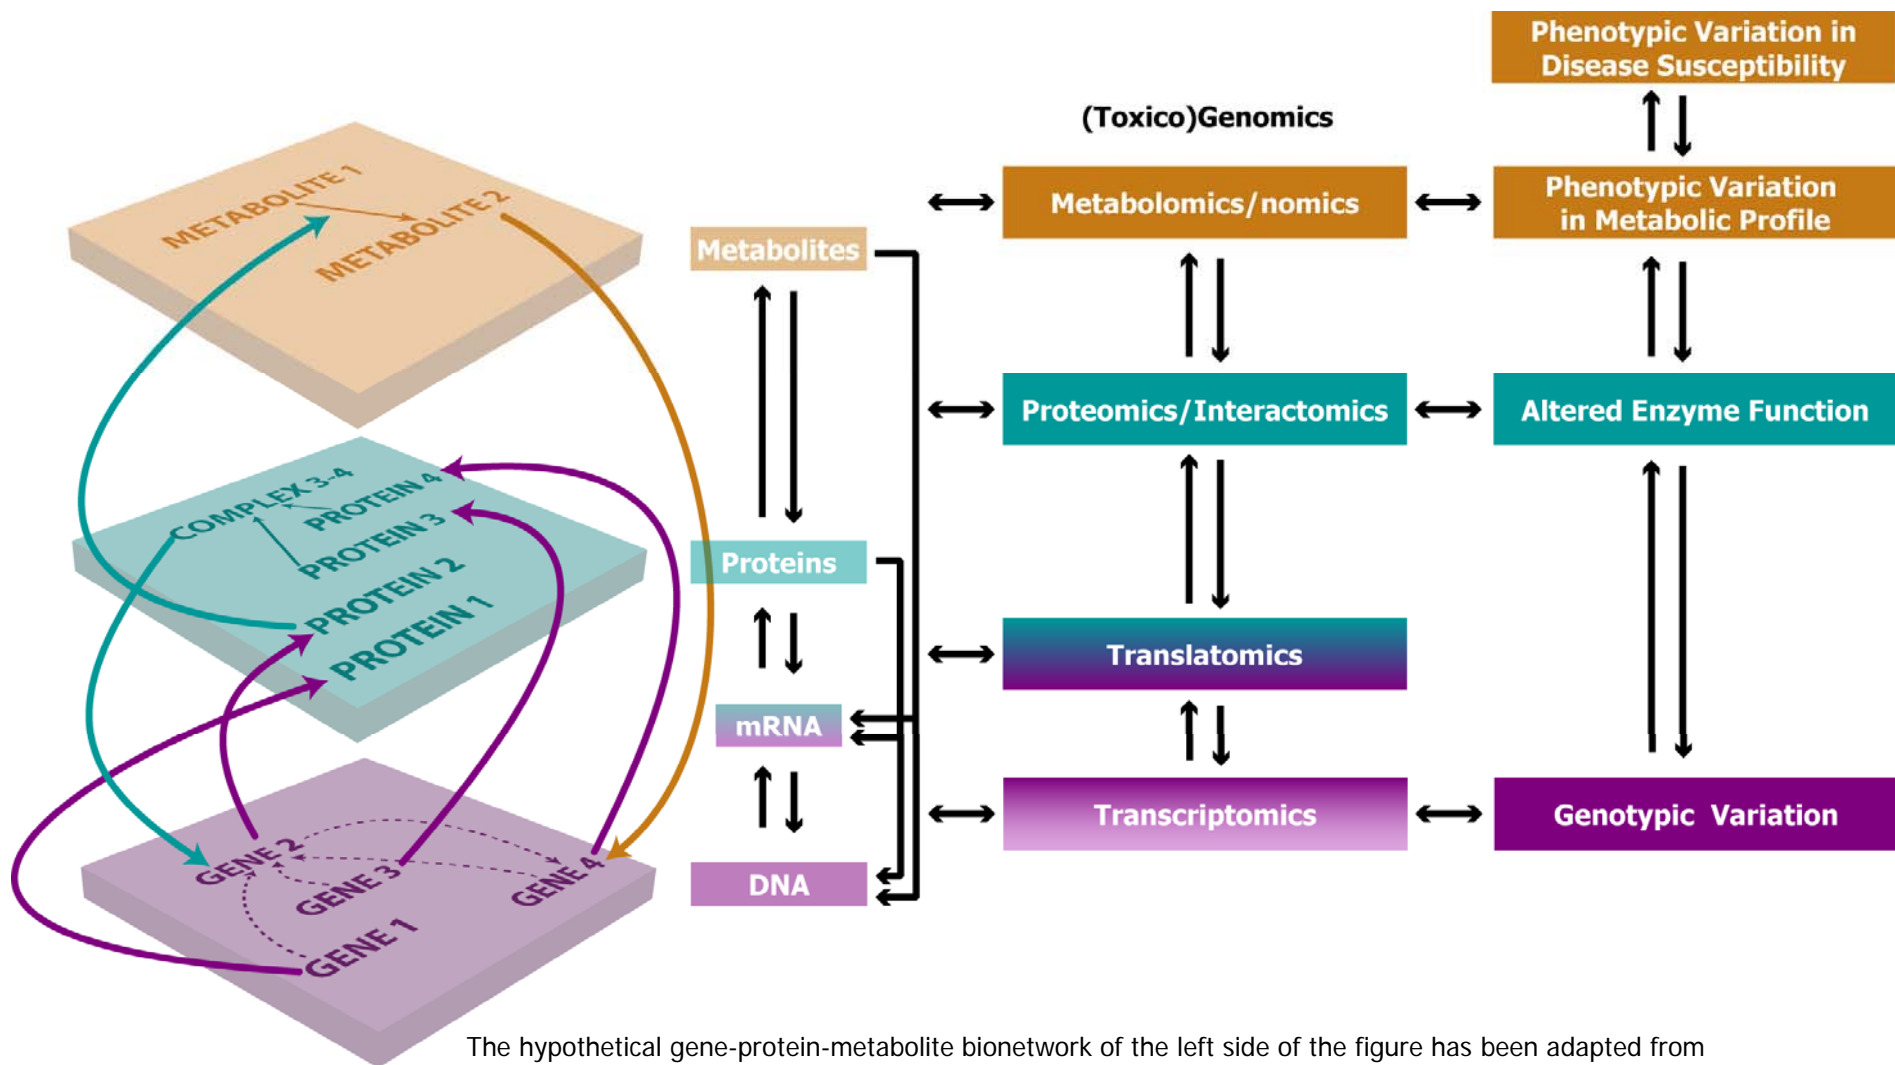 Phenotypic Variation in
Disease Susceptibility
(Toxico)Genomics
METABOLITE 1
METABOLITE 2
Metabolites
Metabolomics/nomics
Phenotypic Variation
in Metabolic Profile
COMPLEX 3-4
PROTEIN 4
PROTEIN 3
PROTEIN 2
PROTEIN 1
Proteins
Proteomics/Interactomics
Altered Enzyme Function
Translatomics
mRNA
Transcriptomics
Genotypic Variation
GENE 2
GENE 3
GENE 4
GENE 1
DNA
The hypothetical gene-protein-metabolite bionetwork of the left side of the figure has been adapted from